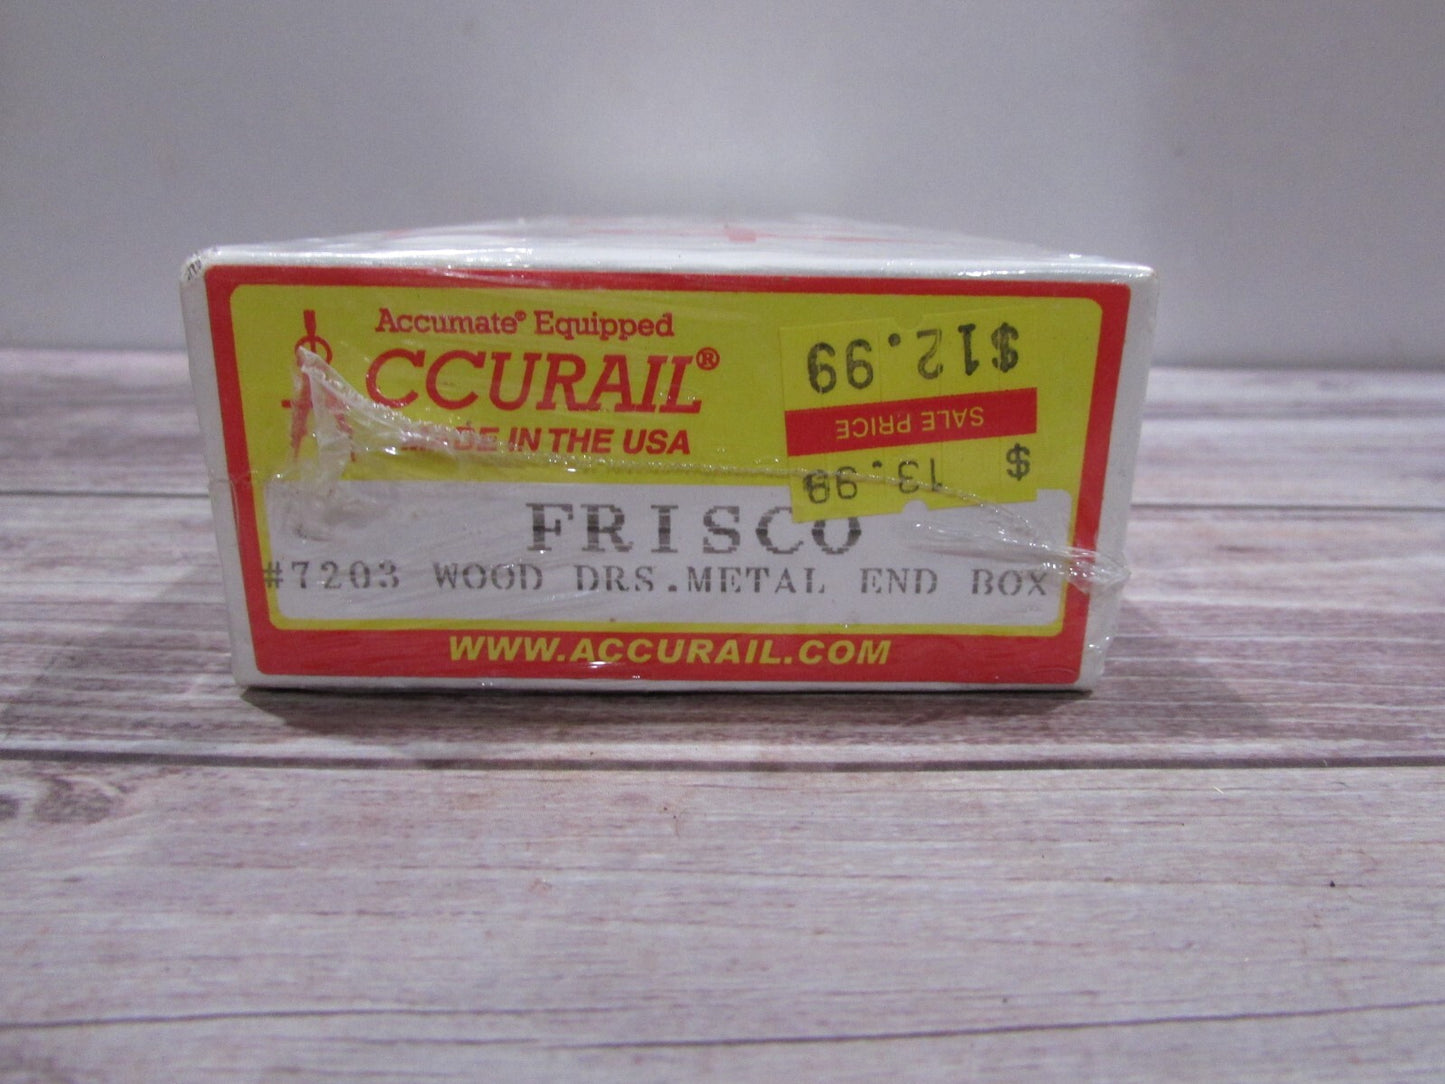 Accumate® Equipped
ACCURAIL®
MADE IN THE USA
$12.99
SALE PRICE
$ 13.98
FRISCO
#7203 WOOD DRS.METAL END BOX
WWW.ACCURAIL.COM